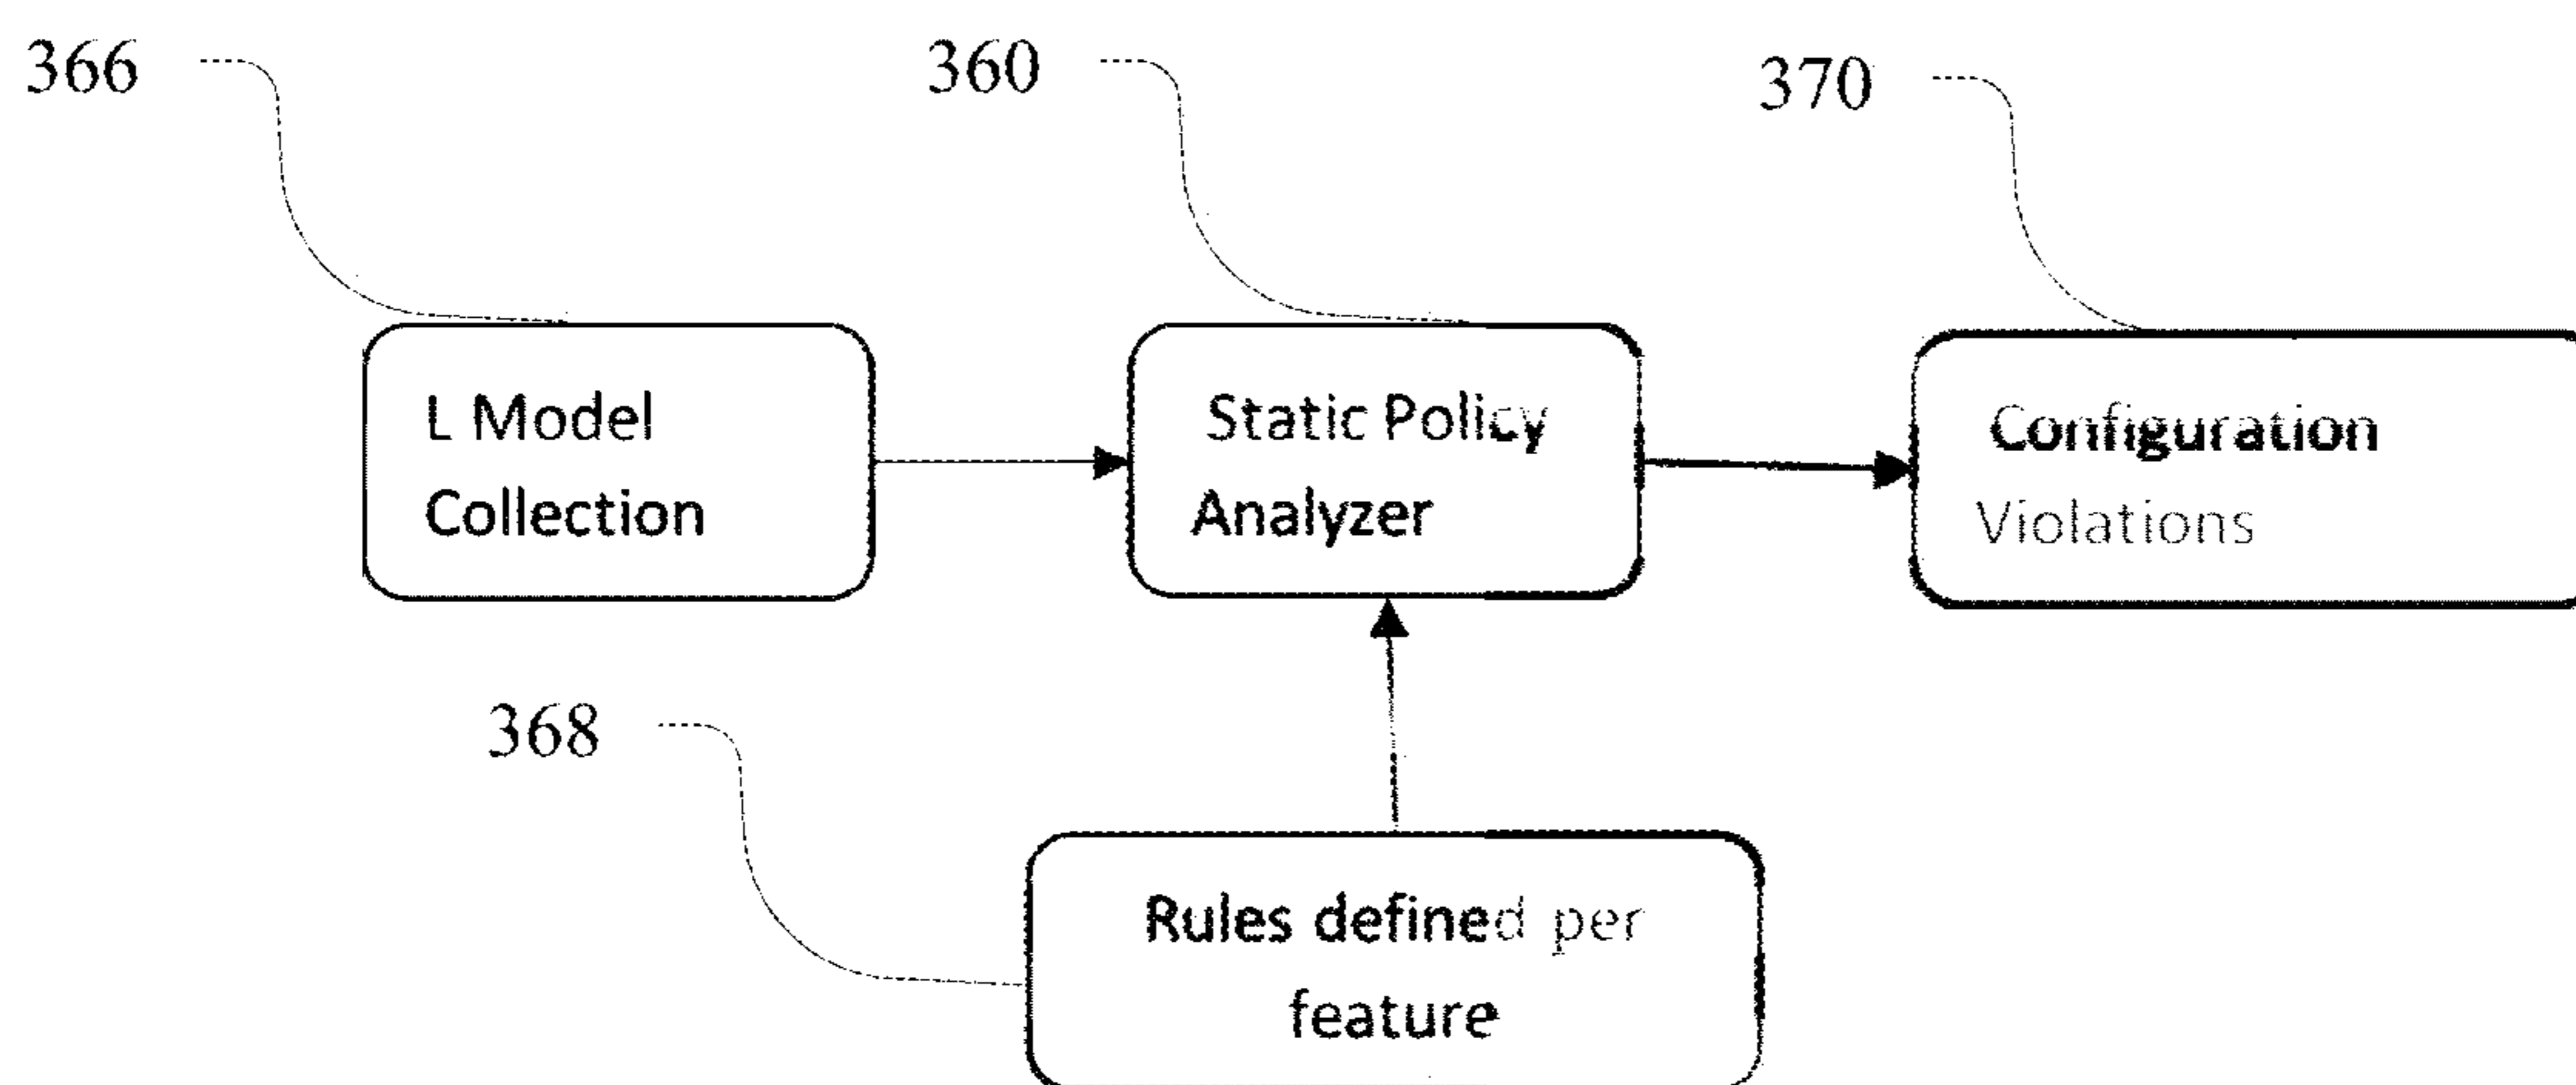 366
360
370
L Model
Collection
Static Policy
Analyzer
Configuration
Violations
368
Rules defined per
feature